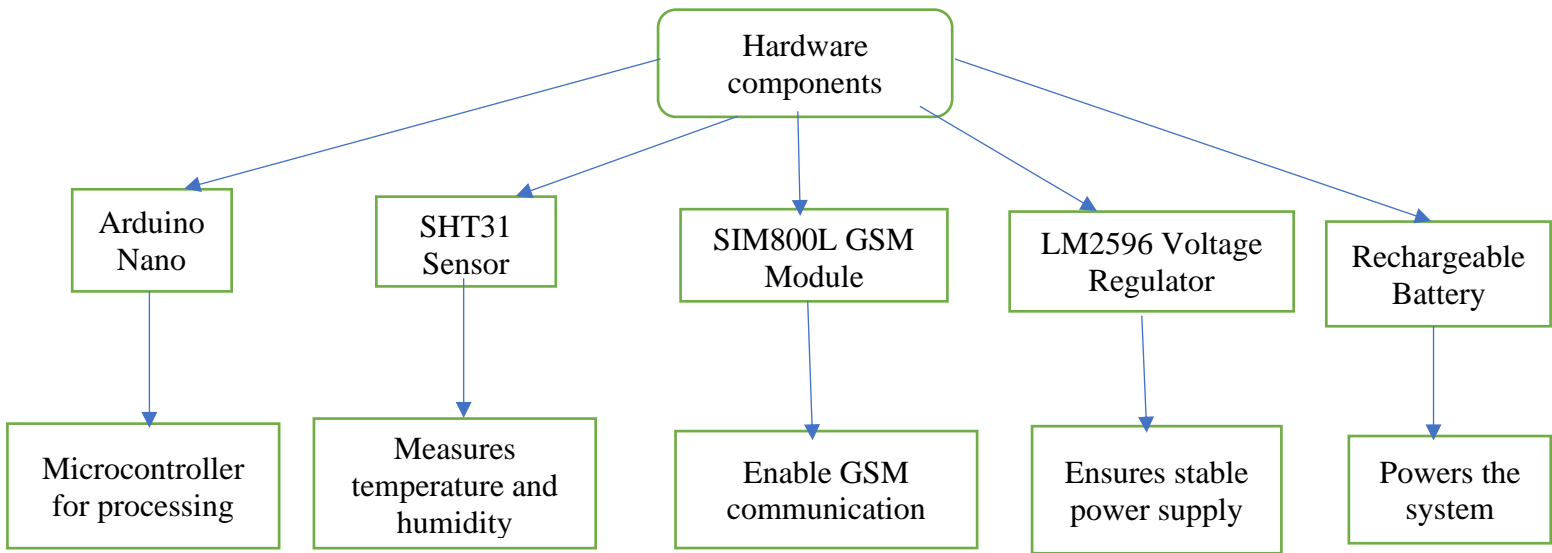 Hardware
components
Arduino
Nano
SHT31
Sensor
SIM800L GSM
Module
LM2596 Voltage
Regulator
Rechargeable
Battery
Microcontroller
for processing
Measures
temperature and
humidity
Enable GSM
communication
Ensures stable
power supply
Powers the
system